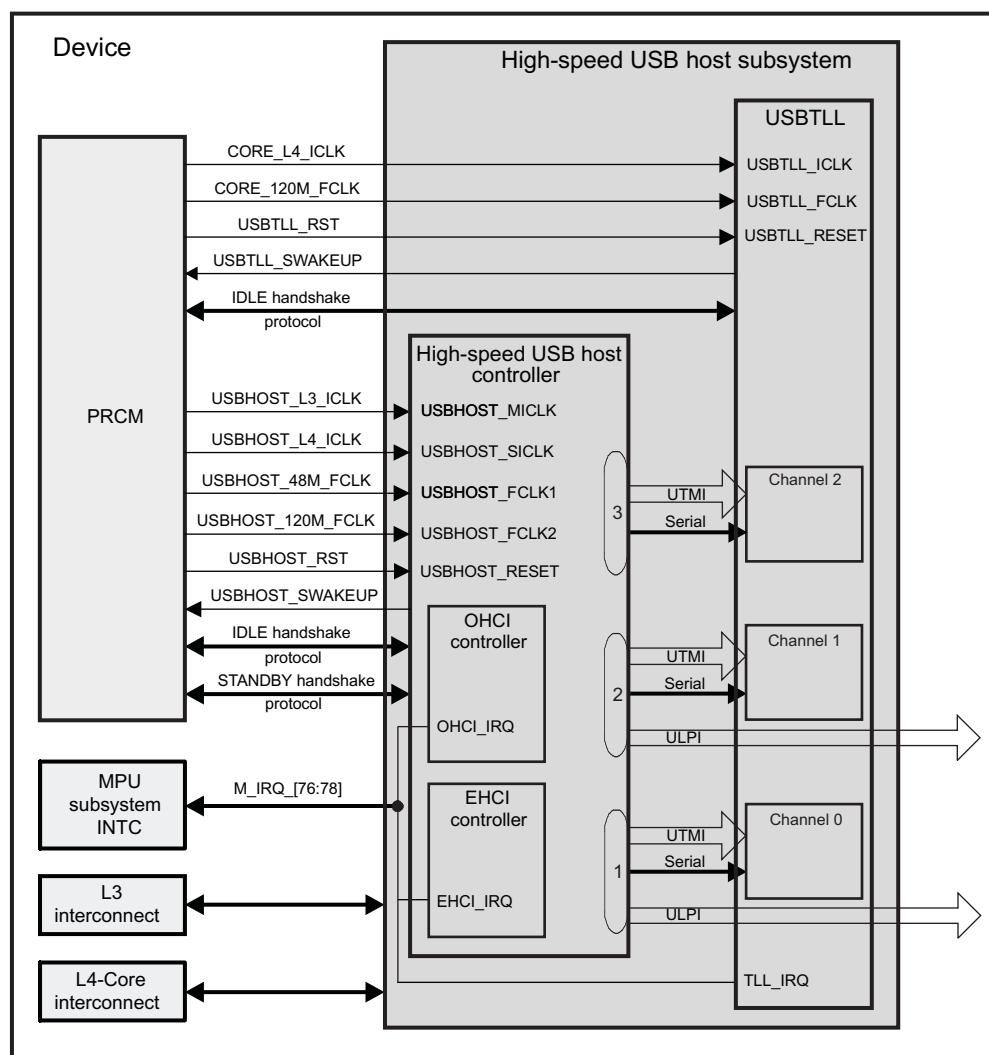 Device
High-speed USB host subsystem
USBTLL
CORE_L4_ICLK
USBTLL_ICLK
CORE_120M_FCLK
USBTLL_FCLK
USBTLL_RST
USBTLL_RESET
USBTLL_SWAKEUP
IDLE handshake
protocol
High-speed USB host
controller
PRCM
USBHOST_L3_ICLK
USBHOST_MICLK
USBHOST_L4_ICLK
USBHOST_SICLK
USBHOST_48M_FCLK
USBHOST_FCLK1
USBHOST_120M_FCLK
USBHOST_FCLK2
USBHOST_RST
USBHOST_RESET
USBHOST_SWAKEUP
IDLE handshake
protocol
STANDBY handshake
protocol
3
UTMI
Serial
Channel 2
OHCI
controller
OHCI_IRQ
2
UTMI
Serial
Channel 1
ULPI
MPU
subsystem
INTC
M_IRQ_[76:78]
EHCI
controller
EHCI_IRQ
1
UTMI
Serial
Channel 0
ULPI
L3
interconnect
L4-Core
interconnect
TLL_IRQ